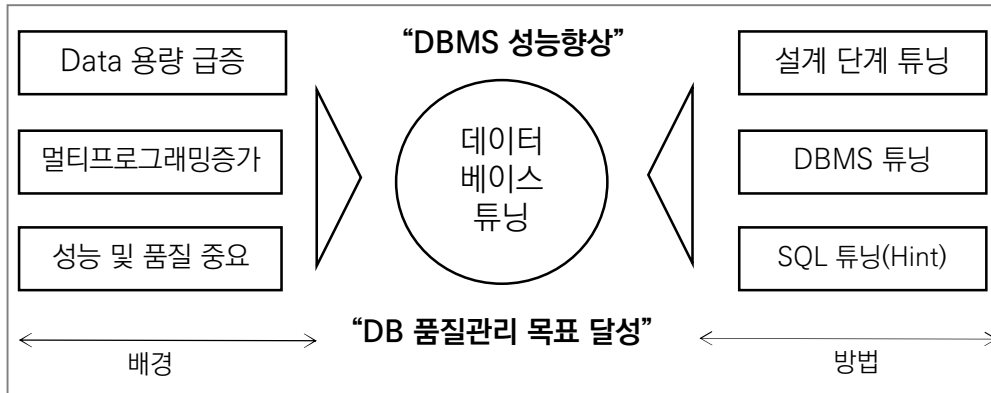 Data 용량 급증
멀티프로그래밍증가
성능 및 품질 중요
배경
“DBMS 성능향상”
데이터
베이스
튜닝
“DB 품질관리 목표 달성”
설계 단계 튜닝
DBMS 튜닝
SQL 튜닝(Hint)
방법